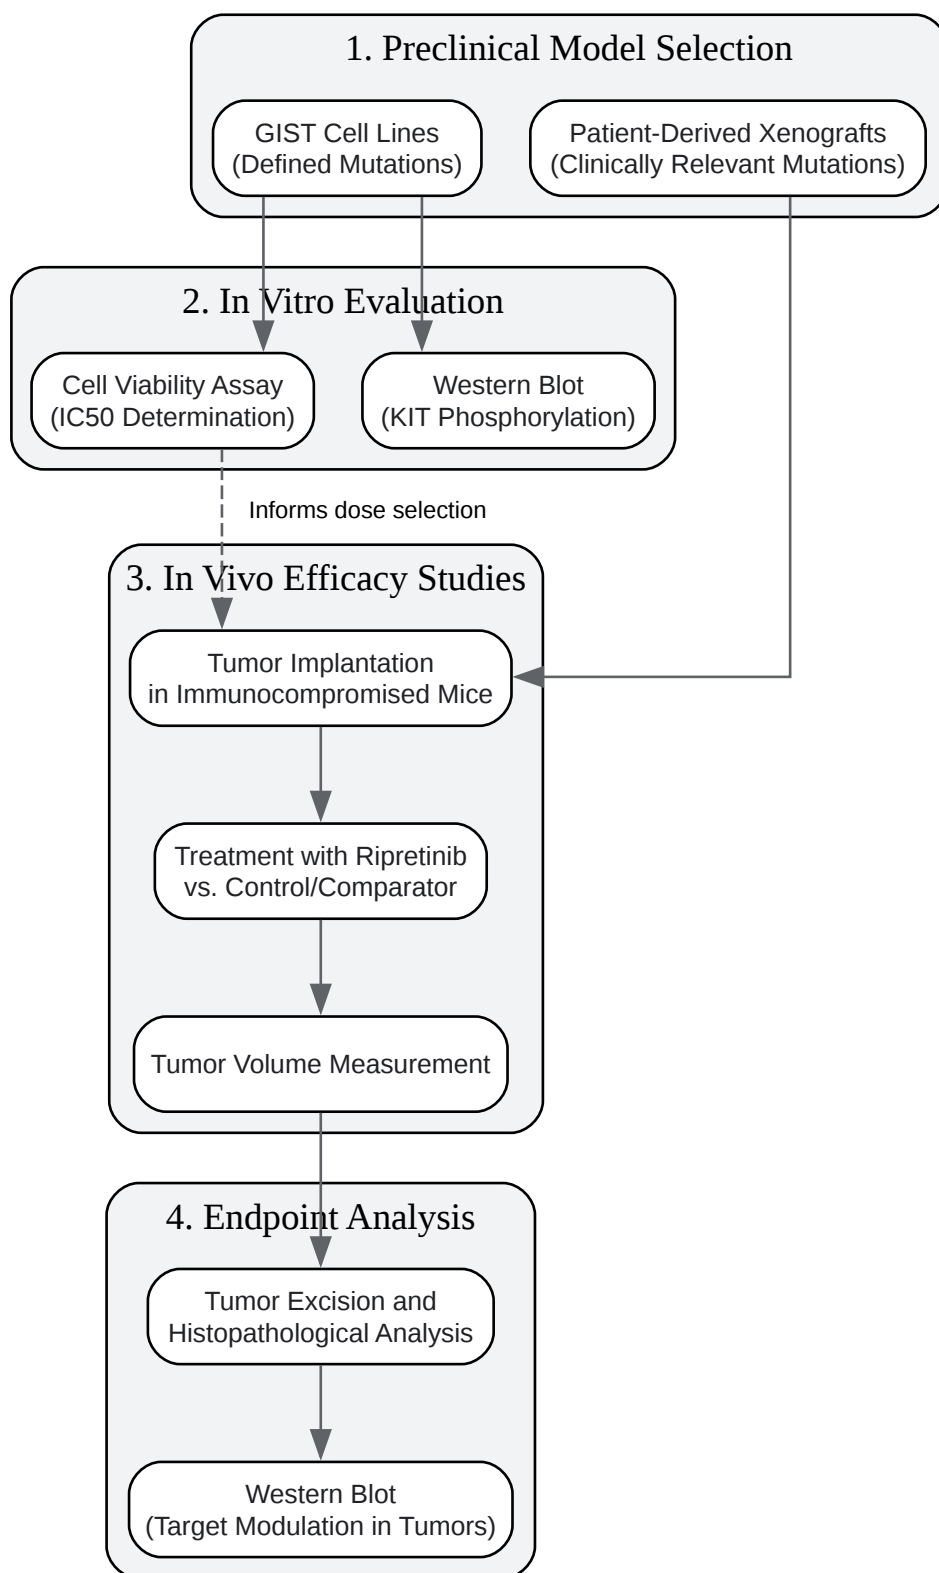 1. Preclinical Model Selection
GIST Cell Lines
(Defined Mutations)
Patient-Derived Xenografts
(Clinically Relevant Mutations)
2. In Vitro Evaluation
Cell Viability Assay
(IC50 Determination)
Western Blot
(KIT Phosphorylation)
Informs dose selection
3. In Vivo Efficacy Studies
Tumor Implantation
in Immunocompromised Mice
Treatment with Ripretinib
vs. Control/Comparator
Tumor Volume Measurement
4. Endpoint Analysis
Tumor Excision and
Histopathological Analysis
Western Blot
(Target Modulation in Tumors)